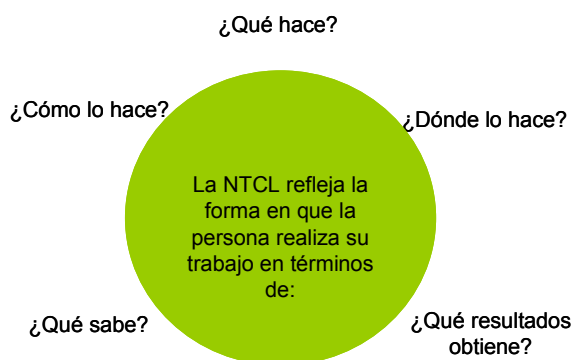 ¿Qué hace?
¿Cómo lo hace?
¿Dónde lo hace?
La NTCL refleja la
forma en que la
persona realiza su
trabajo en términos
de:
¿Qué sabe?
¿Qué resultados
obtiene?